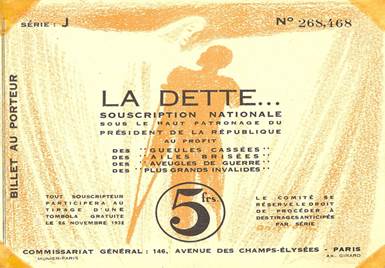 SÉRIE : J
Nº 268,468
BILLET AU PORTEUR
LA DETTE...
SOUSCRIPTION NATIONALE
SOUS LE HAUT PATRONAGE DU
PRÉSIDENT DE LA RÉPUBLIQUE
AU PROFIT
DES "GUEULES CASSÉES"
DES "AILES BRISÉES"
DES "AVEUGLES DE GUERRE"
DES "PLUS GRANDS INVALIDES"
TOUT SOUSCRIPTEUR
PARTICIPERA AU
TIRAGE D'UNE
TOMBOLA GRATUITE
LE 26 NOVEMBRE 1932
5 frs.
LE COMITÉ SE
RÉSERVE LE DROIT
DE PROCÉDER À
DES TIRAGES ANTICIPÉS
PAR SÉRIE
COMMISSARIAT GÉNÉRAL : 146, AVENUE DES CHAMPS-ÉLYSÉES - PARIS
GIRARD